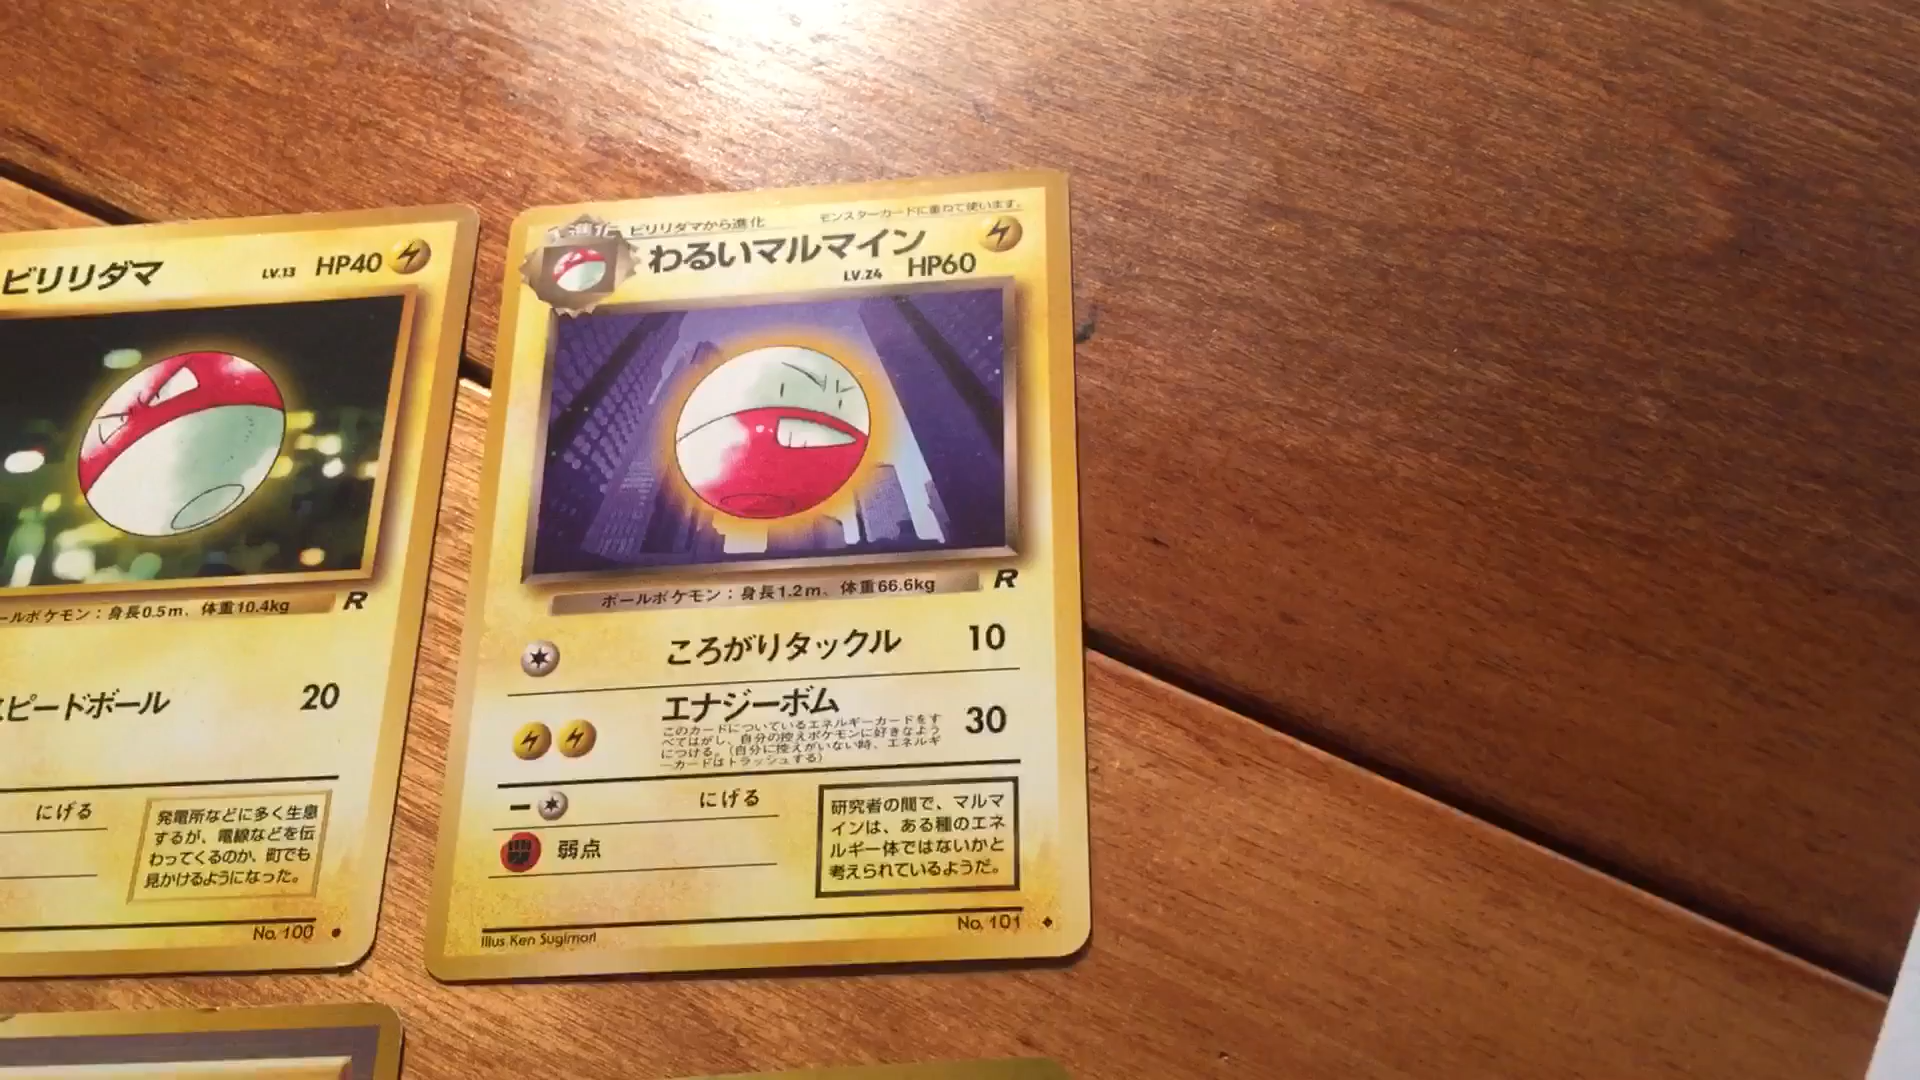 ビリリダマ
LV.13 HP40
ールポケモン：身長0.5m、体重10.4kg
R
スピードボール 20
にげる
発電所などに多く生息
するが、電線などを伝
わってくるのか、町でも
見かけるようになった。
No. 100 ●
ビリリダマから進化
モンスターカードに重ねて使います。
わるいマルマイン
LV.24 HP60
ボールポケモン：身長1.2m、体重66.6kg
R
ころがりタックル 10
エナジーボム 30
このカードについているエネルギーカードをす
べてはがし、自分の控えポケモンに好きなよう
につける。（自分に控えがいない時、エネルギ
ーカードはトラッシュする）
にげる
弱点
研究者の間で、マルマ
インは、ある種のエネ
ルギー体ではないかと
考えられているようだ。
Illus. Ken Sugimori
No. 101 ◆